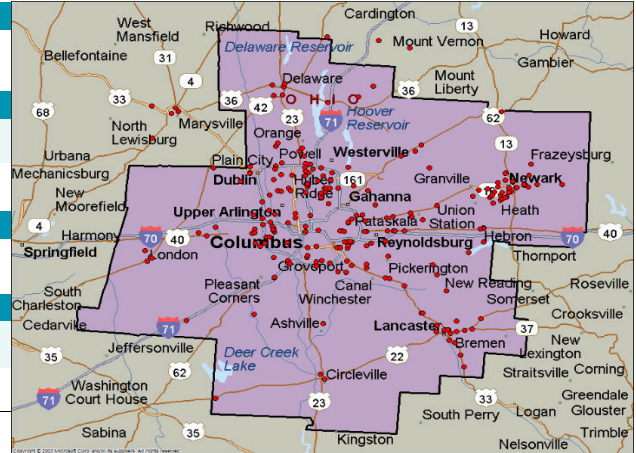 Cardington
West
Mansfield
Richwood
13
Howard
Bellefontaine
31
Delaware Reservoir
Mount Vernon
Gambier
4
Delaware
36
Mount
Liberty
68
33
36
42
OHIO
23
71
Hoover
Reservoir
62
North
Lewisburg
Marysville
Orange
13
Urbana
Plain City
Powell
Westerville
Frazeysburg
Mechanicsburg
Dublin
Huber
Ridge
161
Granville
Newark
New
Moorefield
Gahanna
Heath
4
Upper Arlington
Pataskala
Union
Station
Harmony
70
40
Columbus
Reynoldsburg
Hebron
70
40
Springfield
London
Groveport
Pickerington
Thornport
South
Charleston
Pleasant
Corners
Canal
Winchester
New Reading
Somerset
Roseville
Cedarville
71
Ashville
Lancaster
37
Crooksville
Jeffersonville
Bremen
New
Lexington
35
Deer Creek
Lake
22
62
Circleville
Straitsville
Corning
Washington
Court House
71
23
33
Greendale
Glouster
South Perry
Logan
Sabina
35
Kingston
Trimble
Nelsonville